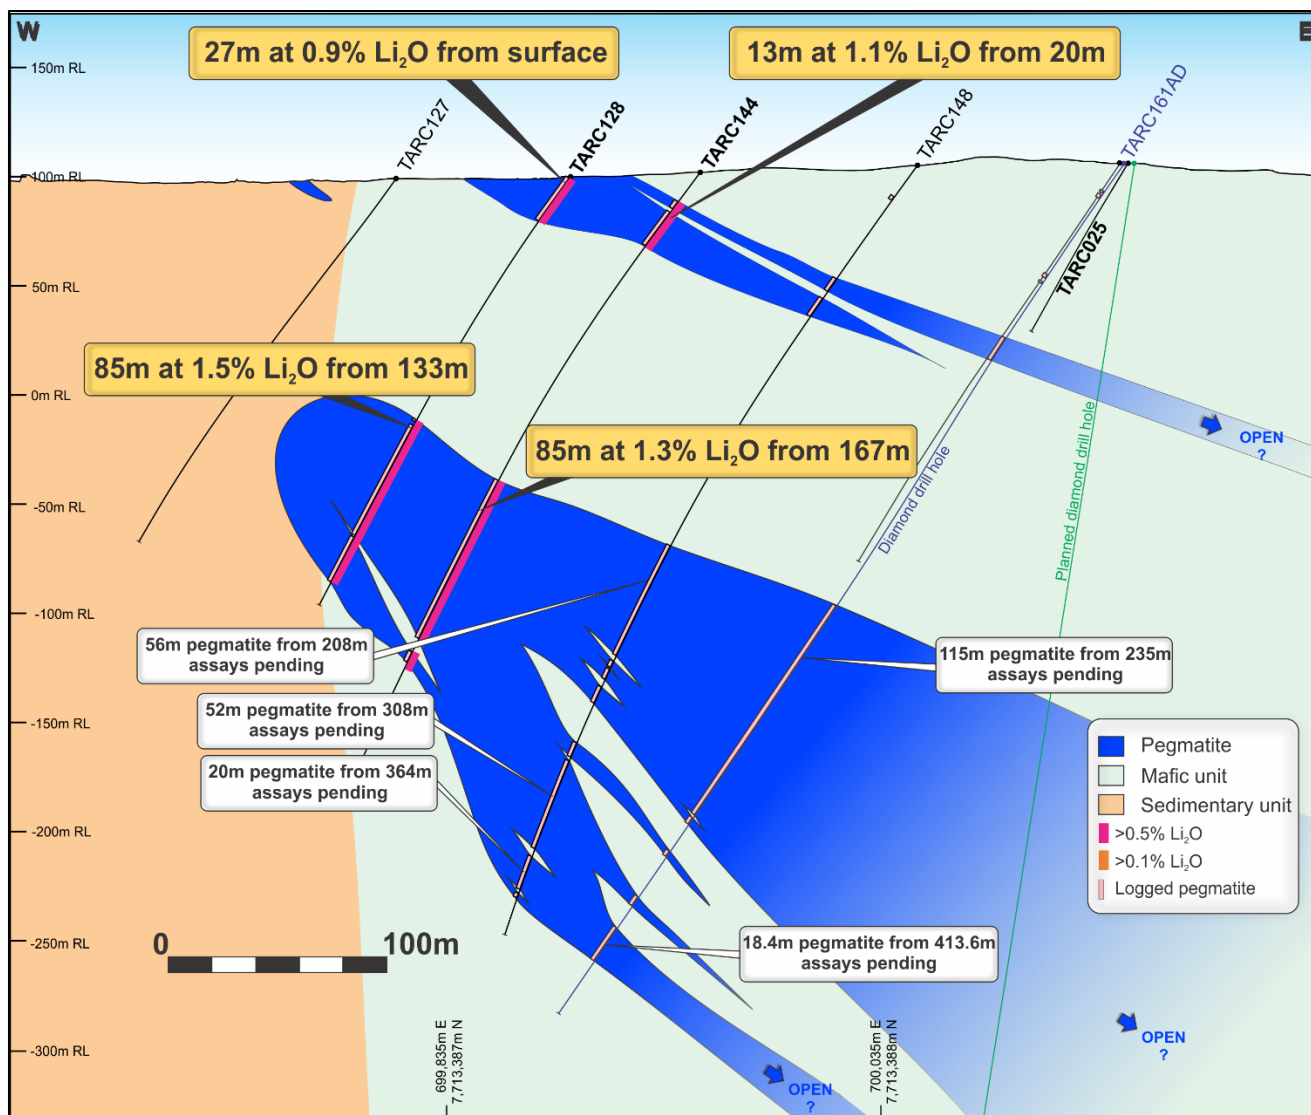 W
E
27m at 0.9% Li₂O from surface
13m at 1.1% Li₂O from 20m
150m RL
100m RL
50m RL
0m RL
-50m RL
-100m RL
-150m RL
-200m RL
-250m RL
-300m RL
TARC127
TARC128
TARC144
TARC148
TARC161AD
TARC025
85m at 1.5% Li₂O from 133m
85m at 1.3% Li₂O from 167m
OPEN
?
Diamond drill hole
Planned diamond drill hole
56m pegmatite from 208m
assays pending
115m pegmatite from 235m
assays pending
52m pegmatite from 308m
assays pending
20m pegmatite from 364m
assays pending
18.4m pegmatite from 413.6m
assays pending
Pegmatite
Mafic unit
Sedimentary unit
>0.5% Li₂O
>0.1% Li₂O
Logged pegmatite
0
100m
699,835m E
7,713,387m N
700,035m E
7,713,388m N
OPEN
?
OPEN
?